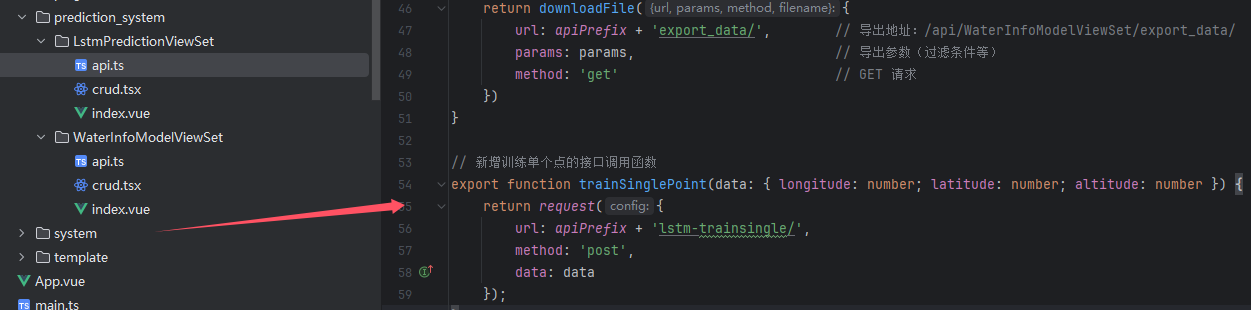 prediction_system
LstmPredictionViewSet
TS api.ts
crud.tsx
index.vue
WaterInfoModelViewSet
TS api.ts
crud.tsx
index.vue
system
template
App.vue
TS main.ts
46 return downloadFile( {url, params, method, filename}: {
47 url: apiPrefix + 'export_data/', // 导出地址：/api/WaterInfoModelViewSet/export_data/
48 params: params, // 导出参数（过滤条件等）
49 method: 'get' // GET 请求
50 })
51 }
52
53 // 新增训练单个点的接口调用函数
54 export function trainSinglePoint(data: { longitude: number; latitude: number; altitude: number }) {
55 return request( config: {
56 url: apiPrefix + 'lstm-trainsingle/',
57 method: 'post',
58 data: data
59 });